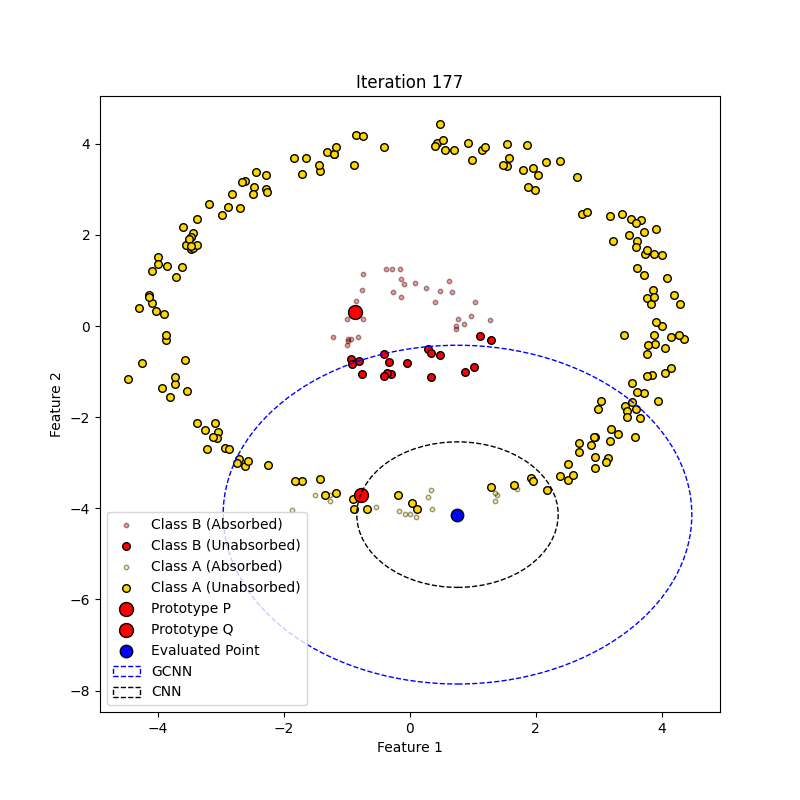 Iteration 177
Feature 2
4
2
0
−2
−4
−6
−8
Class B (Absorbed)
Class B (Unabsorbed)
Class A (Absorbed)
Class A (Unabsorbed)
Prototype P
Prototype Q
Evaluated Point
GCNN
CNN
−4 −2 0 2 4
Feature 1